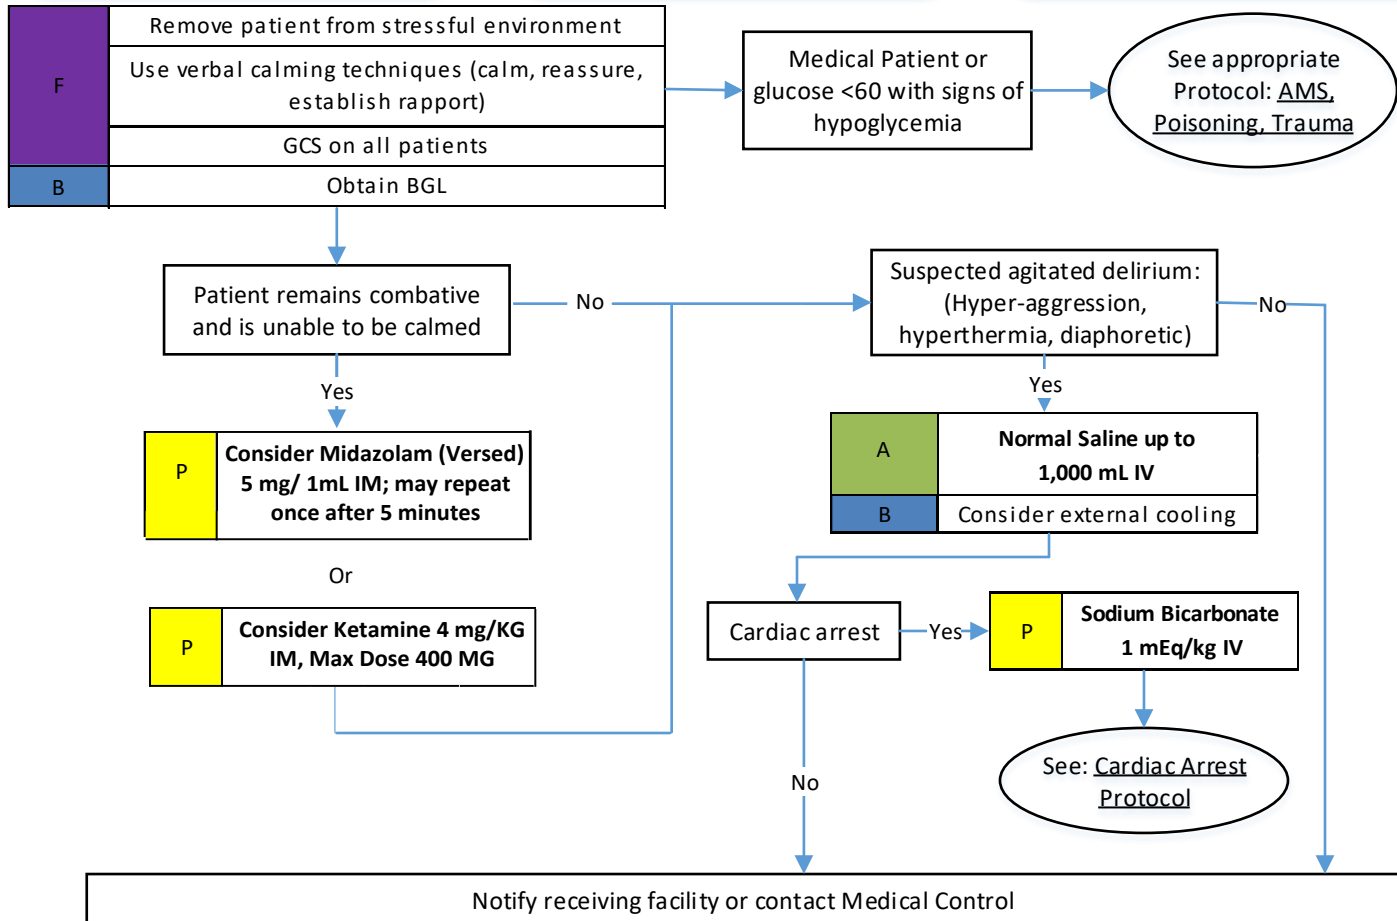 F
Remove patient from stressful environment
Use verbal calming techniques (calm, reassure,
establish rapport)
GCS on all patients
B
Obtain BGL
Medical Patient or
glucose <60 with signs of
hypoglycemia
See appropriate
Protocol: AMS,
Poisoning, Trauma
Patient remains combative
and is unable to be calmed
No
Suspected agitated delirium:
(Hyper-aggression,
hyperthermia, diaphoretic)
No
Yes
Yes
P
Consider Midazolam (Versed)
5 mg/ 1mL IM; may repeat
once after 5 minutes
A
Normal Saline up to
1,000 mL IV
B
Consider external cooling
Or
P
Consider Ketamine 4 mg/KG
IM, Max Dose 400 MG
Cardiac arrest
Yes
P
Sodium Bicarbonate
1 mEq/kg IV
No
See: Cardiac Arrest
Protocol
Notify receiving facility or contact Medical Control